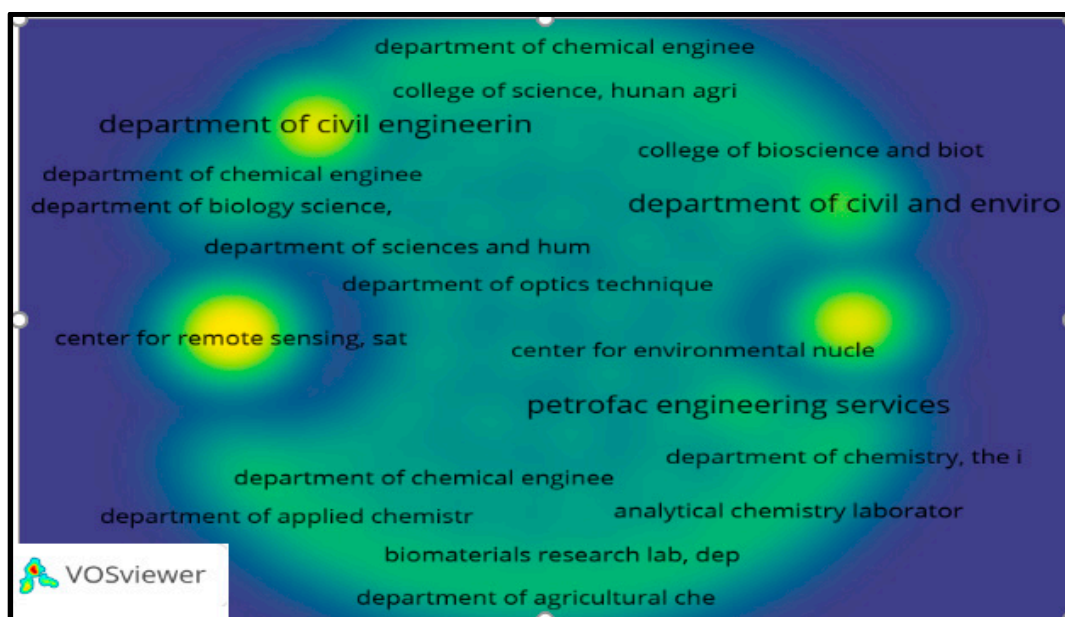 department of chemical enginee
college of science, hunan agri
department of civil engineerin
college of bioscience and biot
department of chemical enginee
department of biology science,
department of civil and enviro
department of sciences and hum
department of optics technique
center for remote sensing, sat
center for environmental nucle
petrofac engineering services
department of chemistry, the i
department of chemical enginee
department of applied chemistr
analytical chemistry laborator
biomaterials research lab, dep
department of agricultural che
VOSviewer